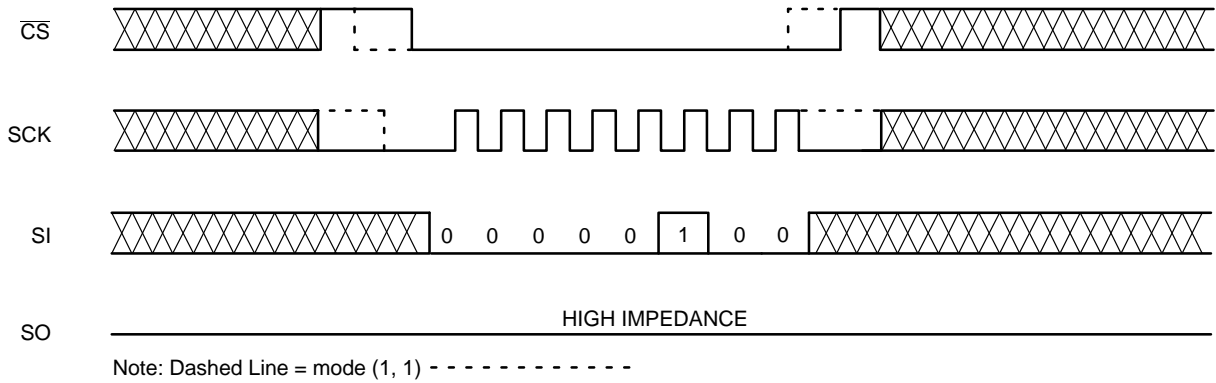 CS
SCK
SI
0 0 0 0 0 1 0 0
SO
HIGH IMPEDANCE
Note: Dashed Line = mode (1, 1)